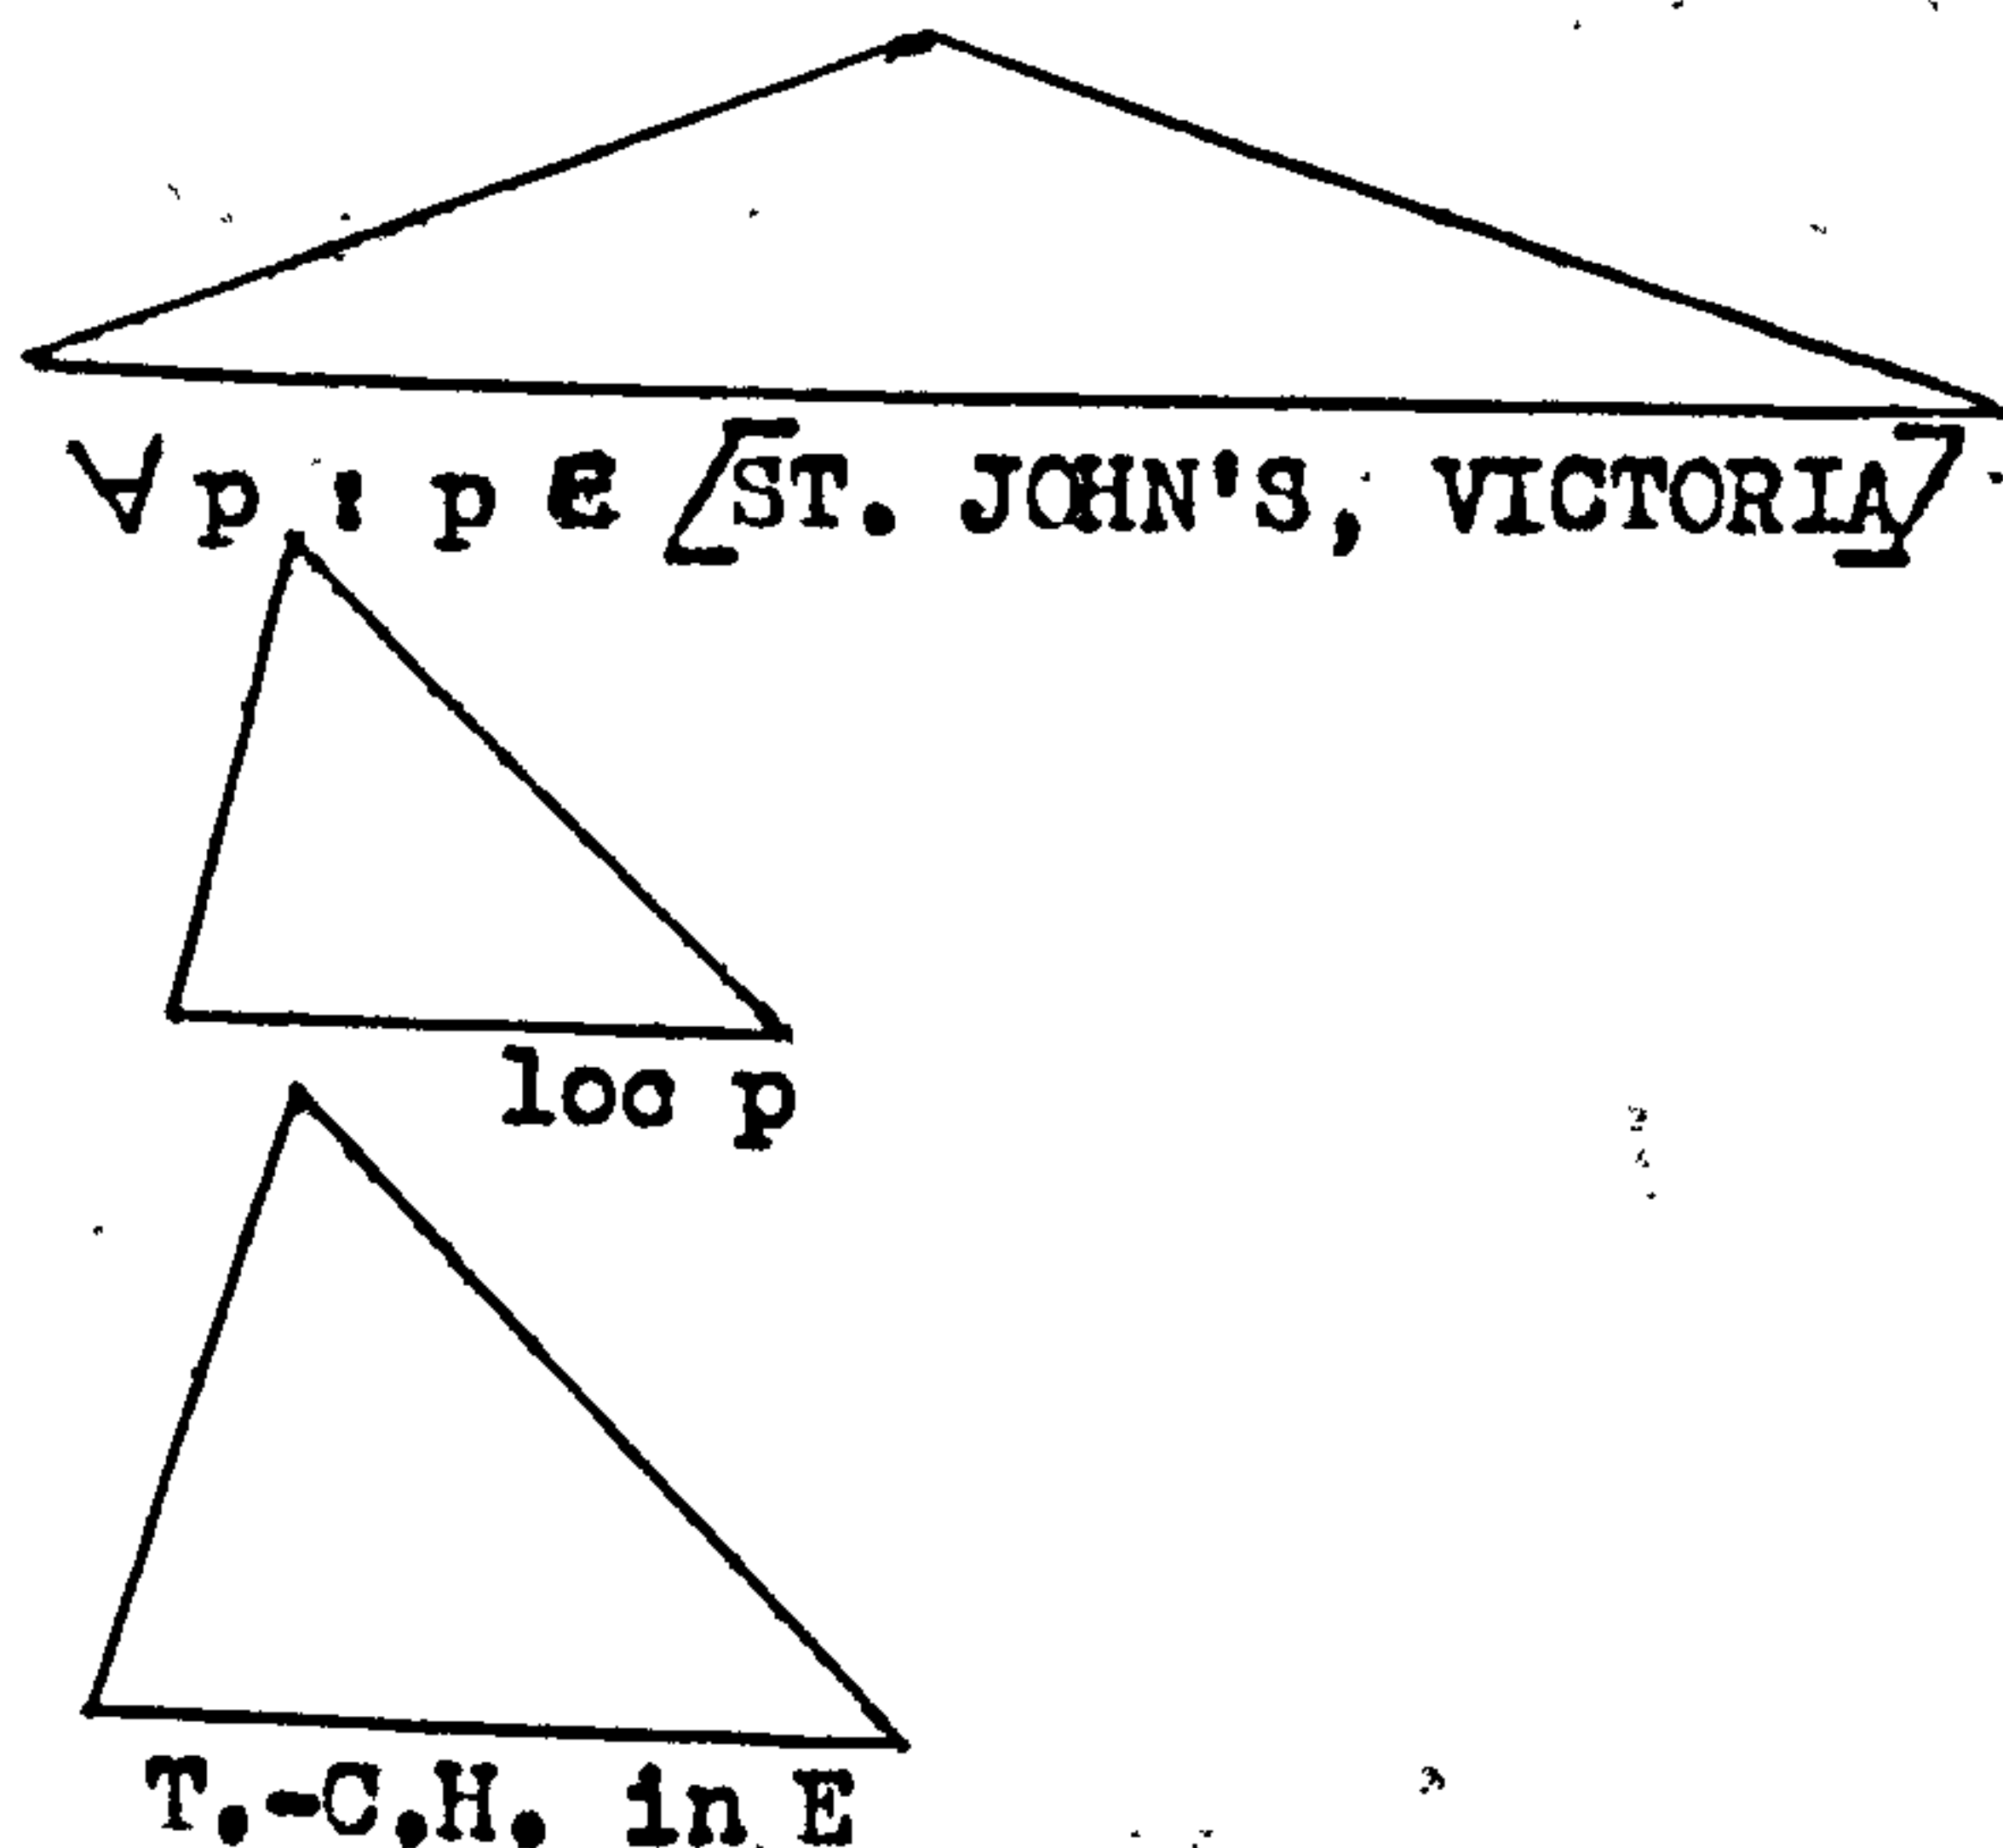 ∀ p : p ε [ST. JOHN'S, VICTORIA]
loc p
T.-C.H. in E